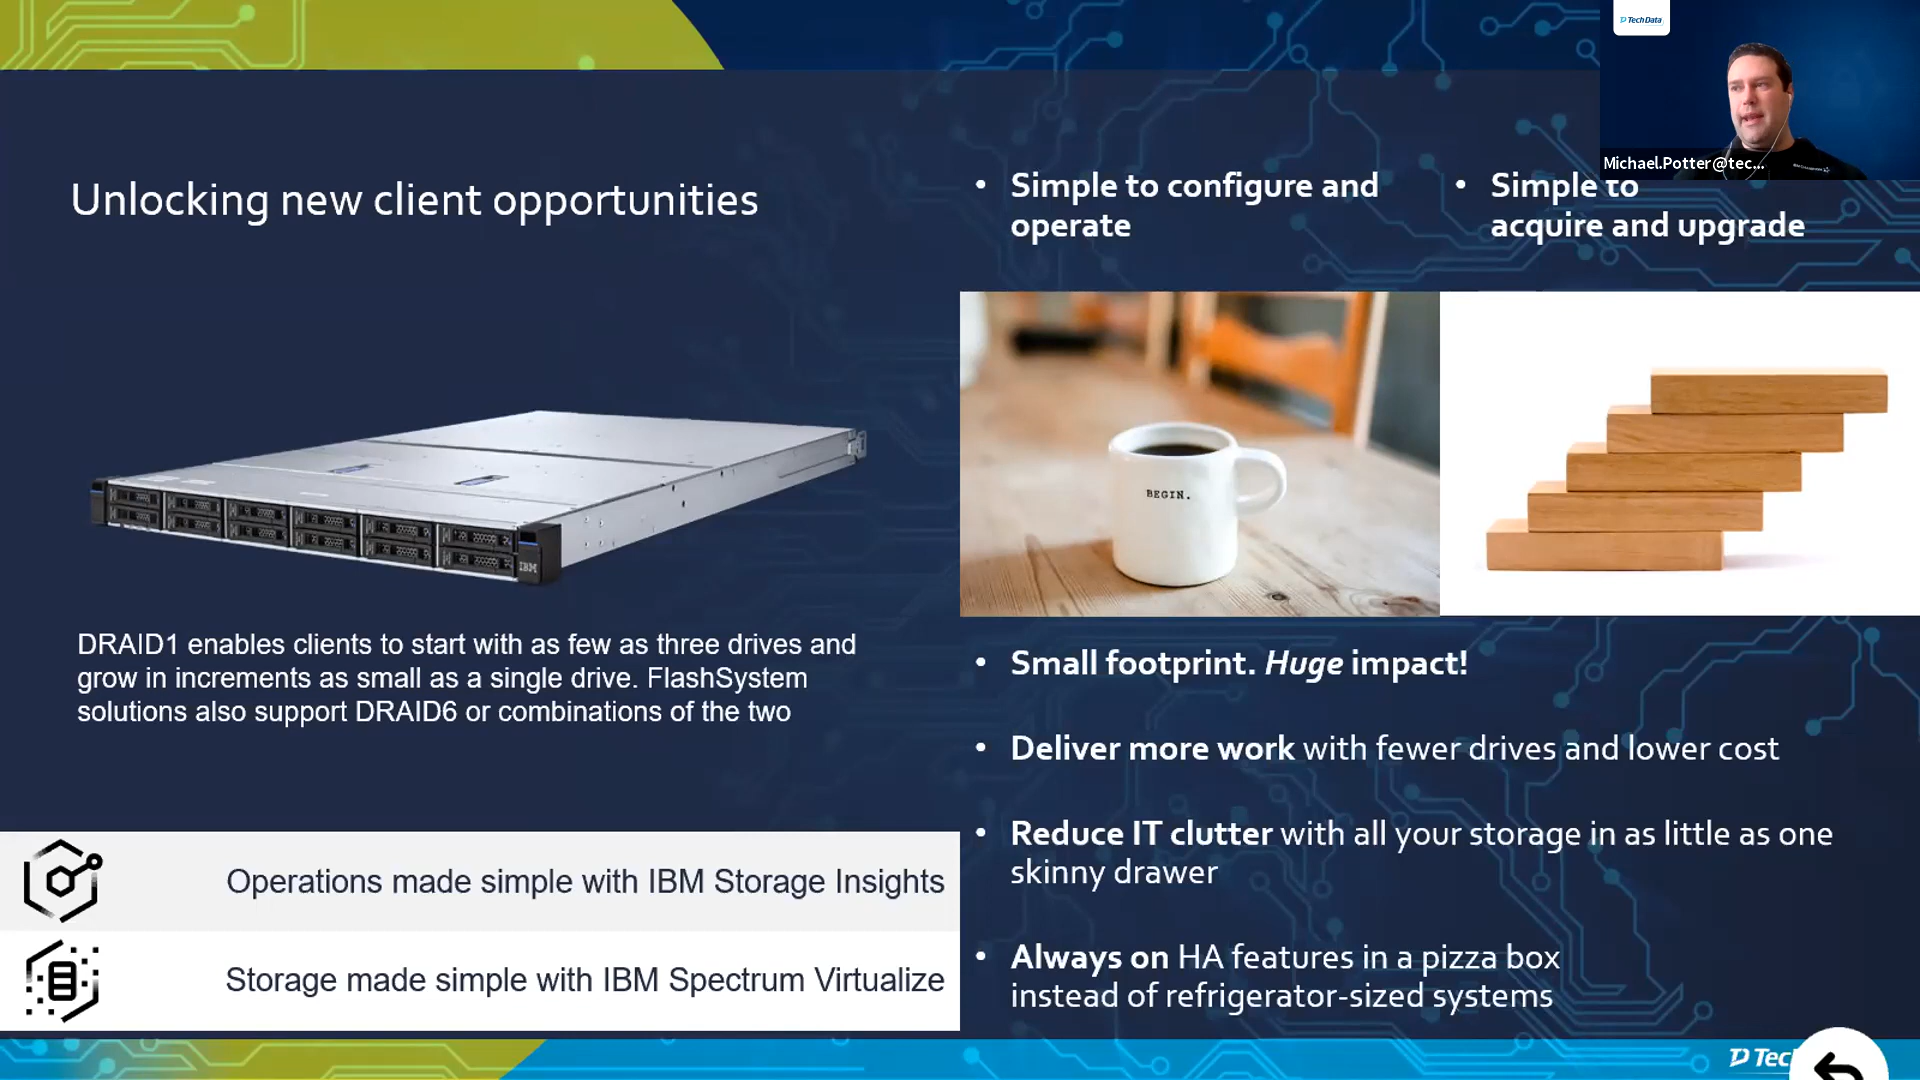 TechData
Michael.Potter@tec...
Unlocking new client opportunities
• Simple to configure and
operate
• Simple to
acquire and upgrade
BEGIN.
IBM
DRAID1 enables clients to start with as few as three drives and
grow in increments as small as a single drive. FlashSystem
solutions also support DRAID6 or combinations of the two
Operations made simple with IBM Storage Insights
Storage made simple with IBM Spectrum Virtualize
• Small footprint. Huge impact!
• Deliver more work with fewer drives and lower cost
• Reduce IT clutter with all your storage in as little as one
skinny drawer
• Always on HA features in a pizza box
instead of refrigerator-sized systems
Tec